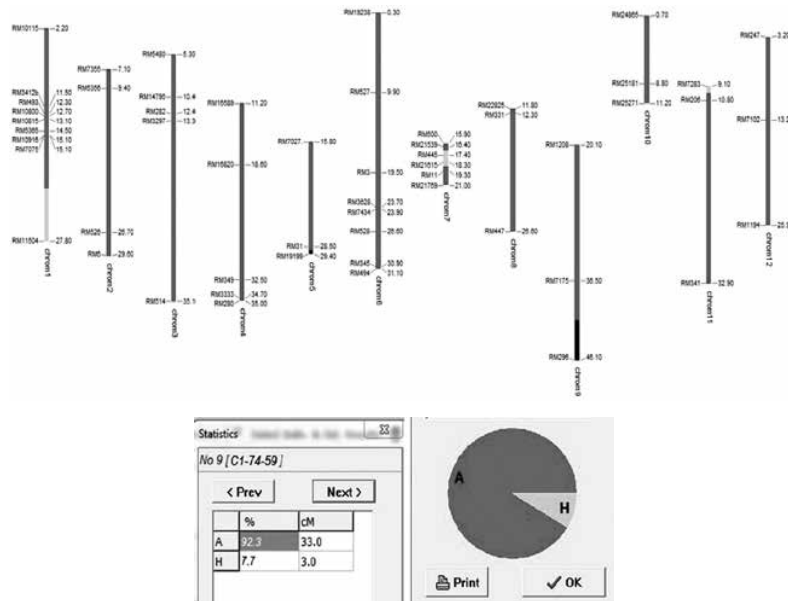 RM10115 2.20
RM3412b 11.50
RM493 12.30
RM10800 12.70
RM10815 13.10
RM5365 14.50
RM10916 15.10
RM7075 15.10
RM11504 27.80
chrom1
RM7355 7.10
RM5356 9.40
RM526 26.70
RM6 29.60
chrom2
RM5480 5.30
RM14795 10.4
RM282 12.4
RM3297 13.3
RM514 35.1
chrom3
RM16589 11.20
RM16820 18.60
RM349 32.50
RM3333 34.70
RM280 35.00
chrom4
RM7027 15.80
RM31 28.50
RM19199 29.40
chrom5
RM19238 0.30
RM527 9.90
RM3 19.50
RM3628 23.70
RM7434 23.90
RM528 26.60
RM345 30.90
RM494 31.10
chrom6
RM500 15.90
RM21539 16.40
RM445 17.40
RM21615 18.30
RM11 19.30
RM21769 21.00
chrom7
RM22825 11.80
RM331 12.30
RM447 26.60
chrom8
RM1208 20.10
RM7175 36.50
RM296 46.10
chrom9
RM24865 0.70
RM25181 8.80
RM25271 11.20
chrom10
RM7283 9.10
RM206 10.80
RM341 32.90
chrom11
RM247 3.20
RM7102 13.2
RM1194 25.9
chrom12
Statistics
No 9 [C1-74-59]
< Prev Next >
% cM
A 92.3 33.0
H 7.7 3.0
A
H
Print OK